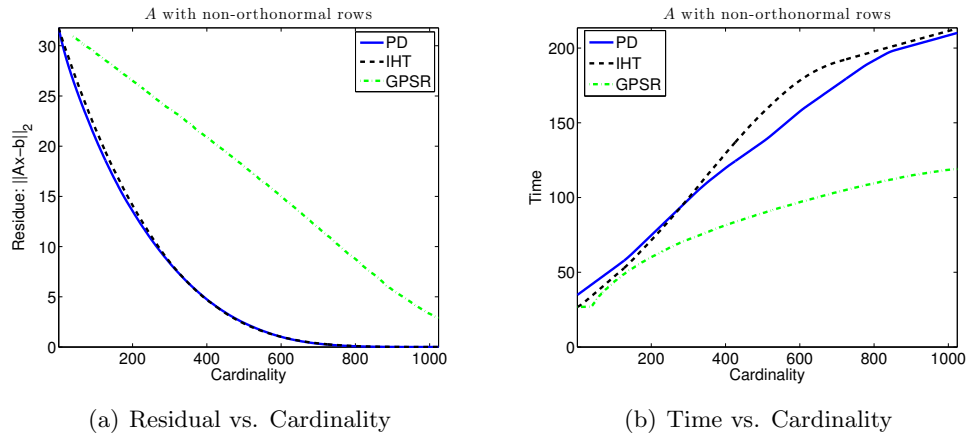 A with non-orthonormal rows
PD
IHT
GPSR
Residue: ||Ax-b||2
30
25
20
15
10
5
0
200 400 600 800 1000
Cardinality
(a) Residual vs. Cardinality
A with non-orthonormal rows
PD
IHT
GPSR
Time
200
150
100
50
0
200 400 600 800 1000
Cardinality
(b) Time vs. Cardinality